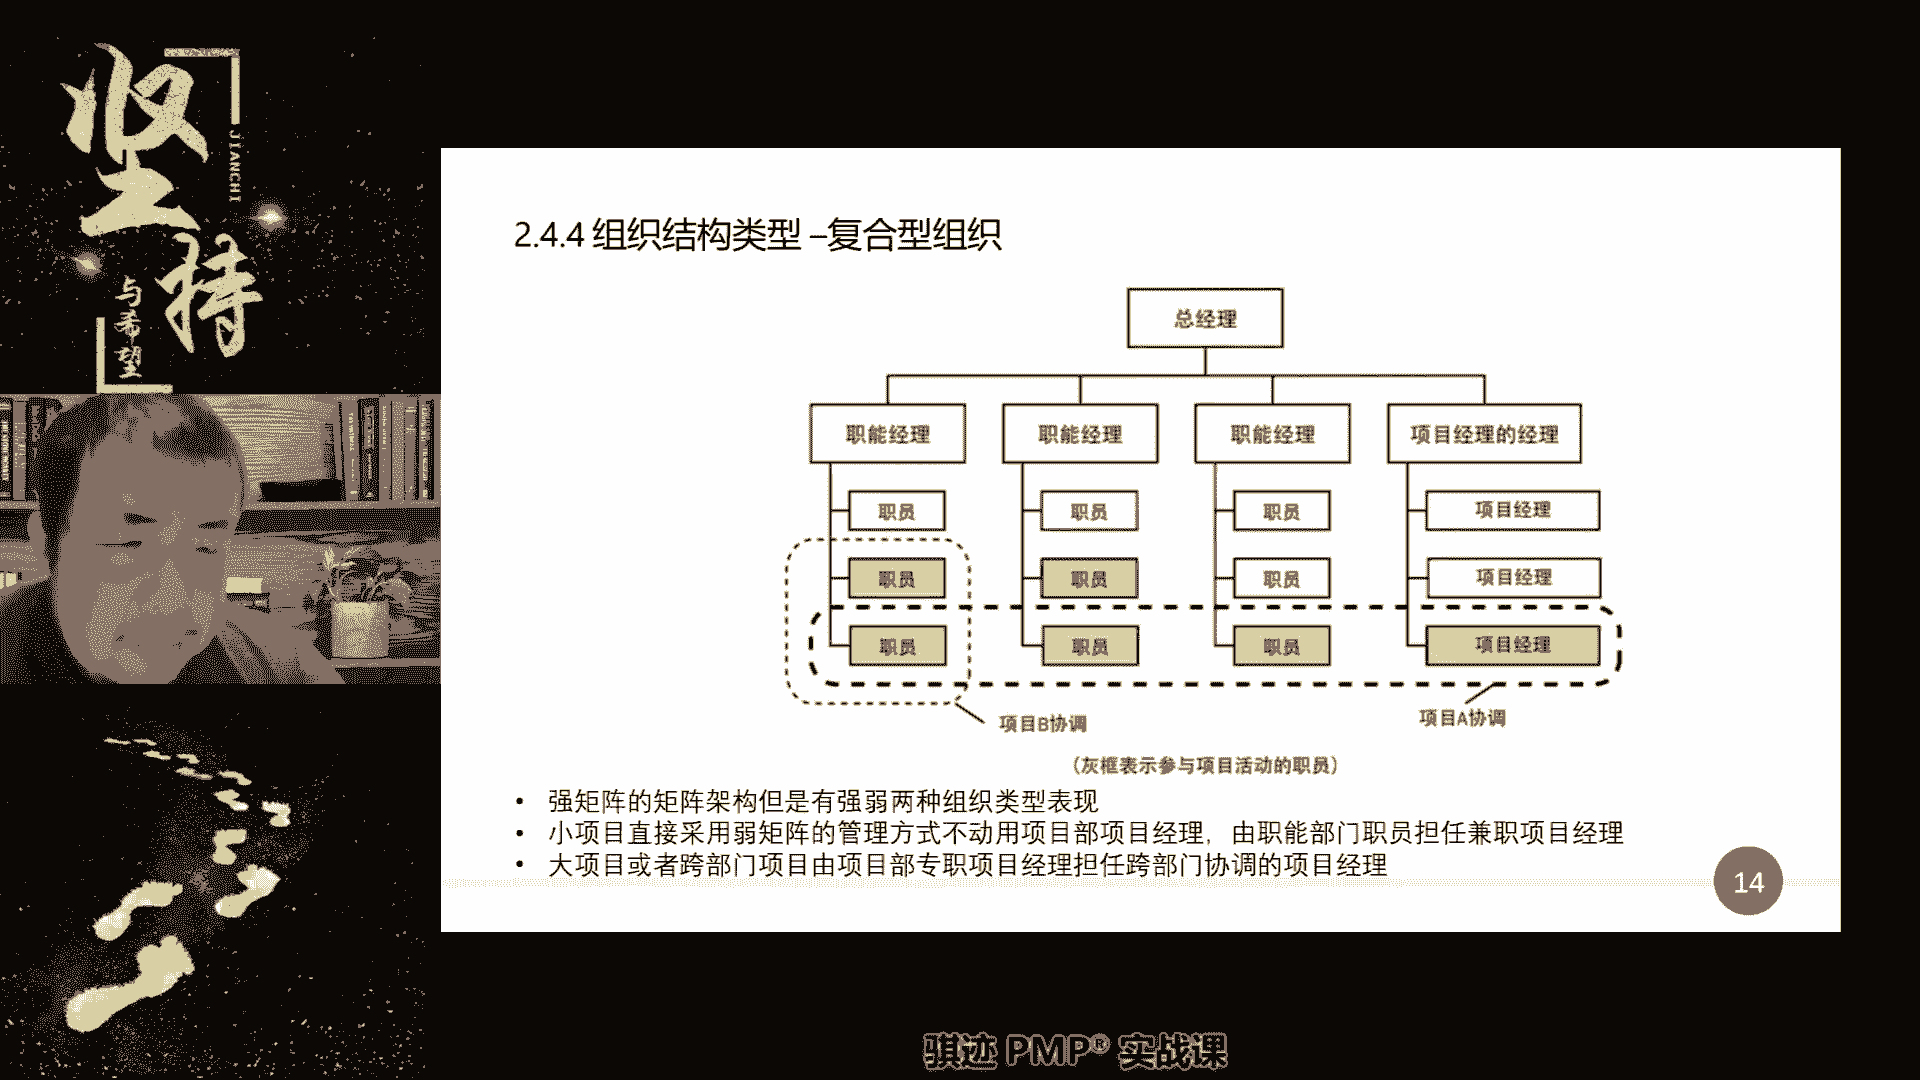 坚持
JIANCHI
与希望
2.4.4 组织结构类型 –复合型组织
总经理
职能经理 职能经理 职能经理 项目经理的经理
职员 职员 职员 项目经理
职员 职员 职员 项目经理
职员 职员 职员 项目经理
项目B协调 项目A协调
（灰框表示参与项目活动的职员）
• 强矩阵的矩阵架构但是有强弱两种组织类型表现
• 小项目直接采用弱矩阵的管理方式不动用项目部项目经理，由职能部门职员担任兼职项目经理
• 大项目或者跨部门项目由项目部专职项目经理担任跨部门协调的项目经理
14
骐迹 PMP® 实战课